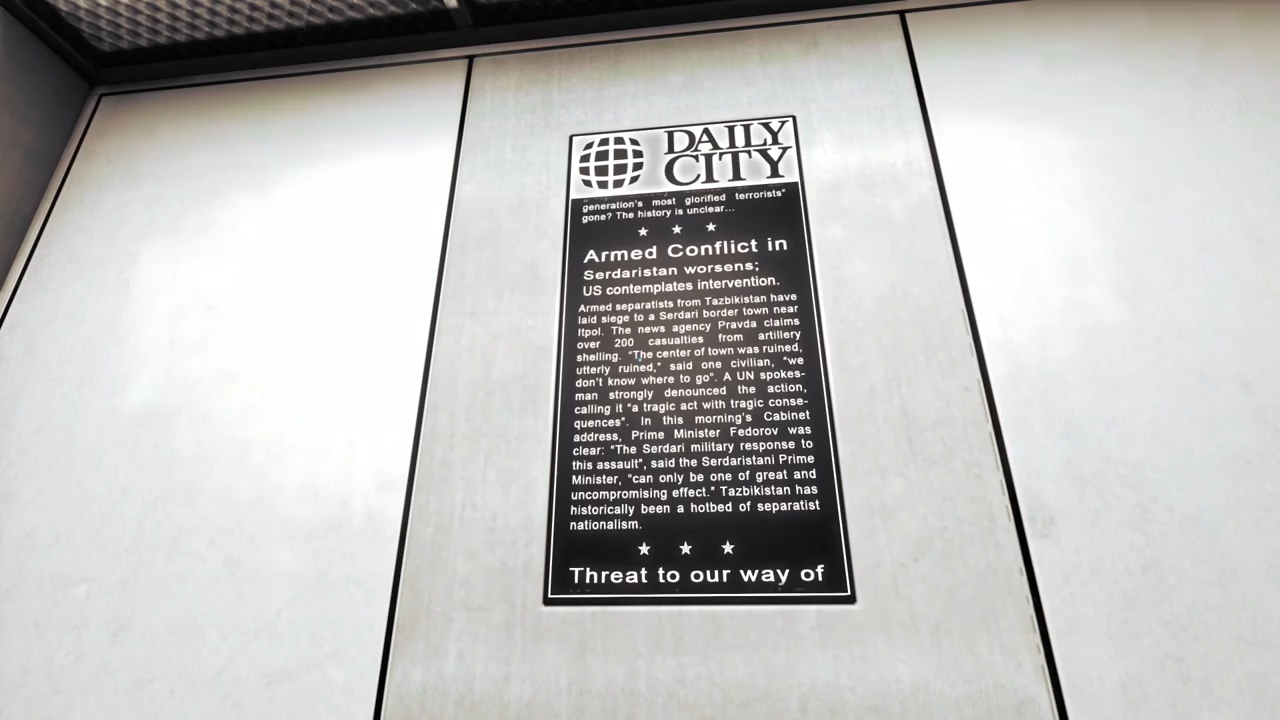 DAILY
CITY
generation's most glorified terrorists"
gone? The history is unclear...
Armed Conflict in
Serdaristan worsens;
US contemplates intervention.
Armed separatists from Tazbikistan have
laid siege to a Serdari border town near
Itpol. The news agency Pravda claims
over 200 casualties from artillery
shelling. "The center of town was ruined,
utterly ruined," said one civilian, "we
don't know where to go". A UN spokes-
man strongly denounced the action,
calling it "a tragic act with tragic conse-
quences". In this morning's Cabinet
address, Prime Minister Fedorov was
clear: "The Serdari military response to
this assault", said the Serdaristani Prime
Minister, "can only be one of great and
uncompromising effect." Tazbikistan has
historically been a hotbed of separatist
nationalism.
Threat to our way of